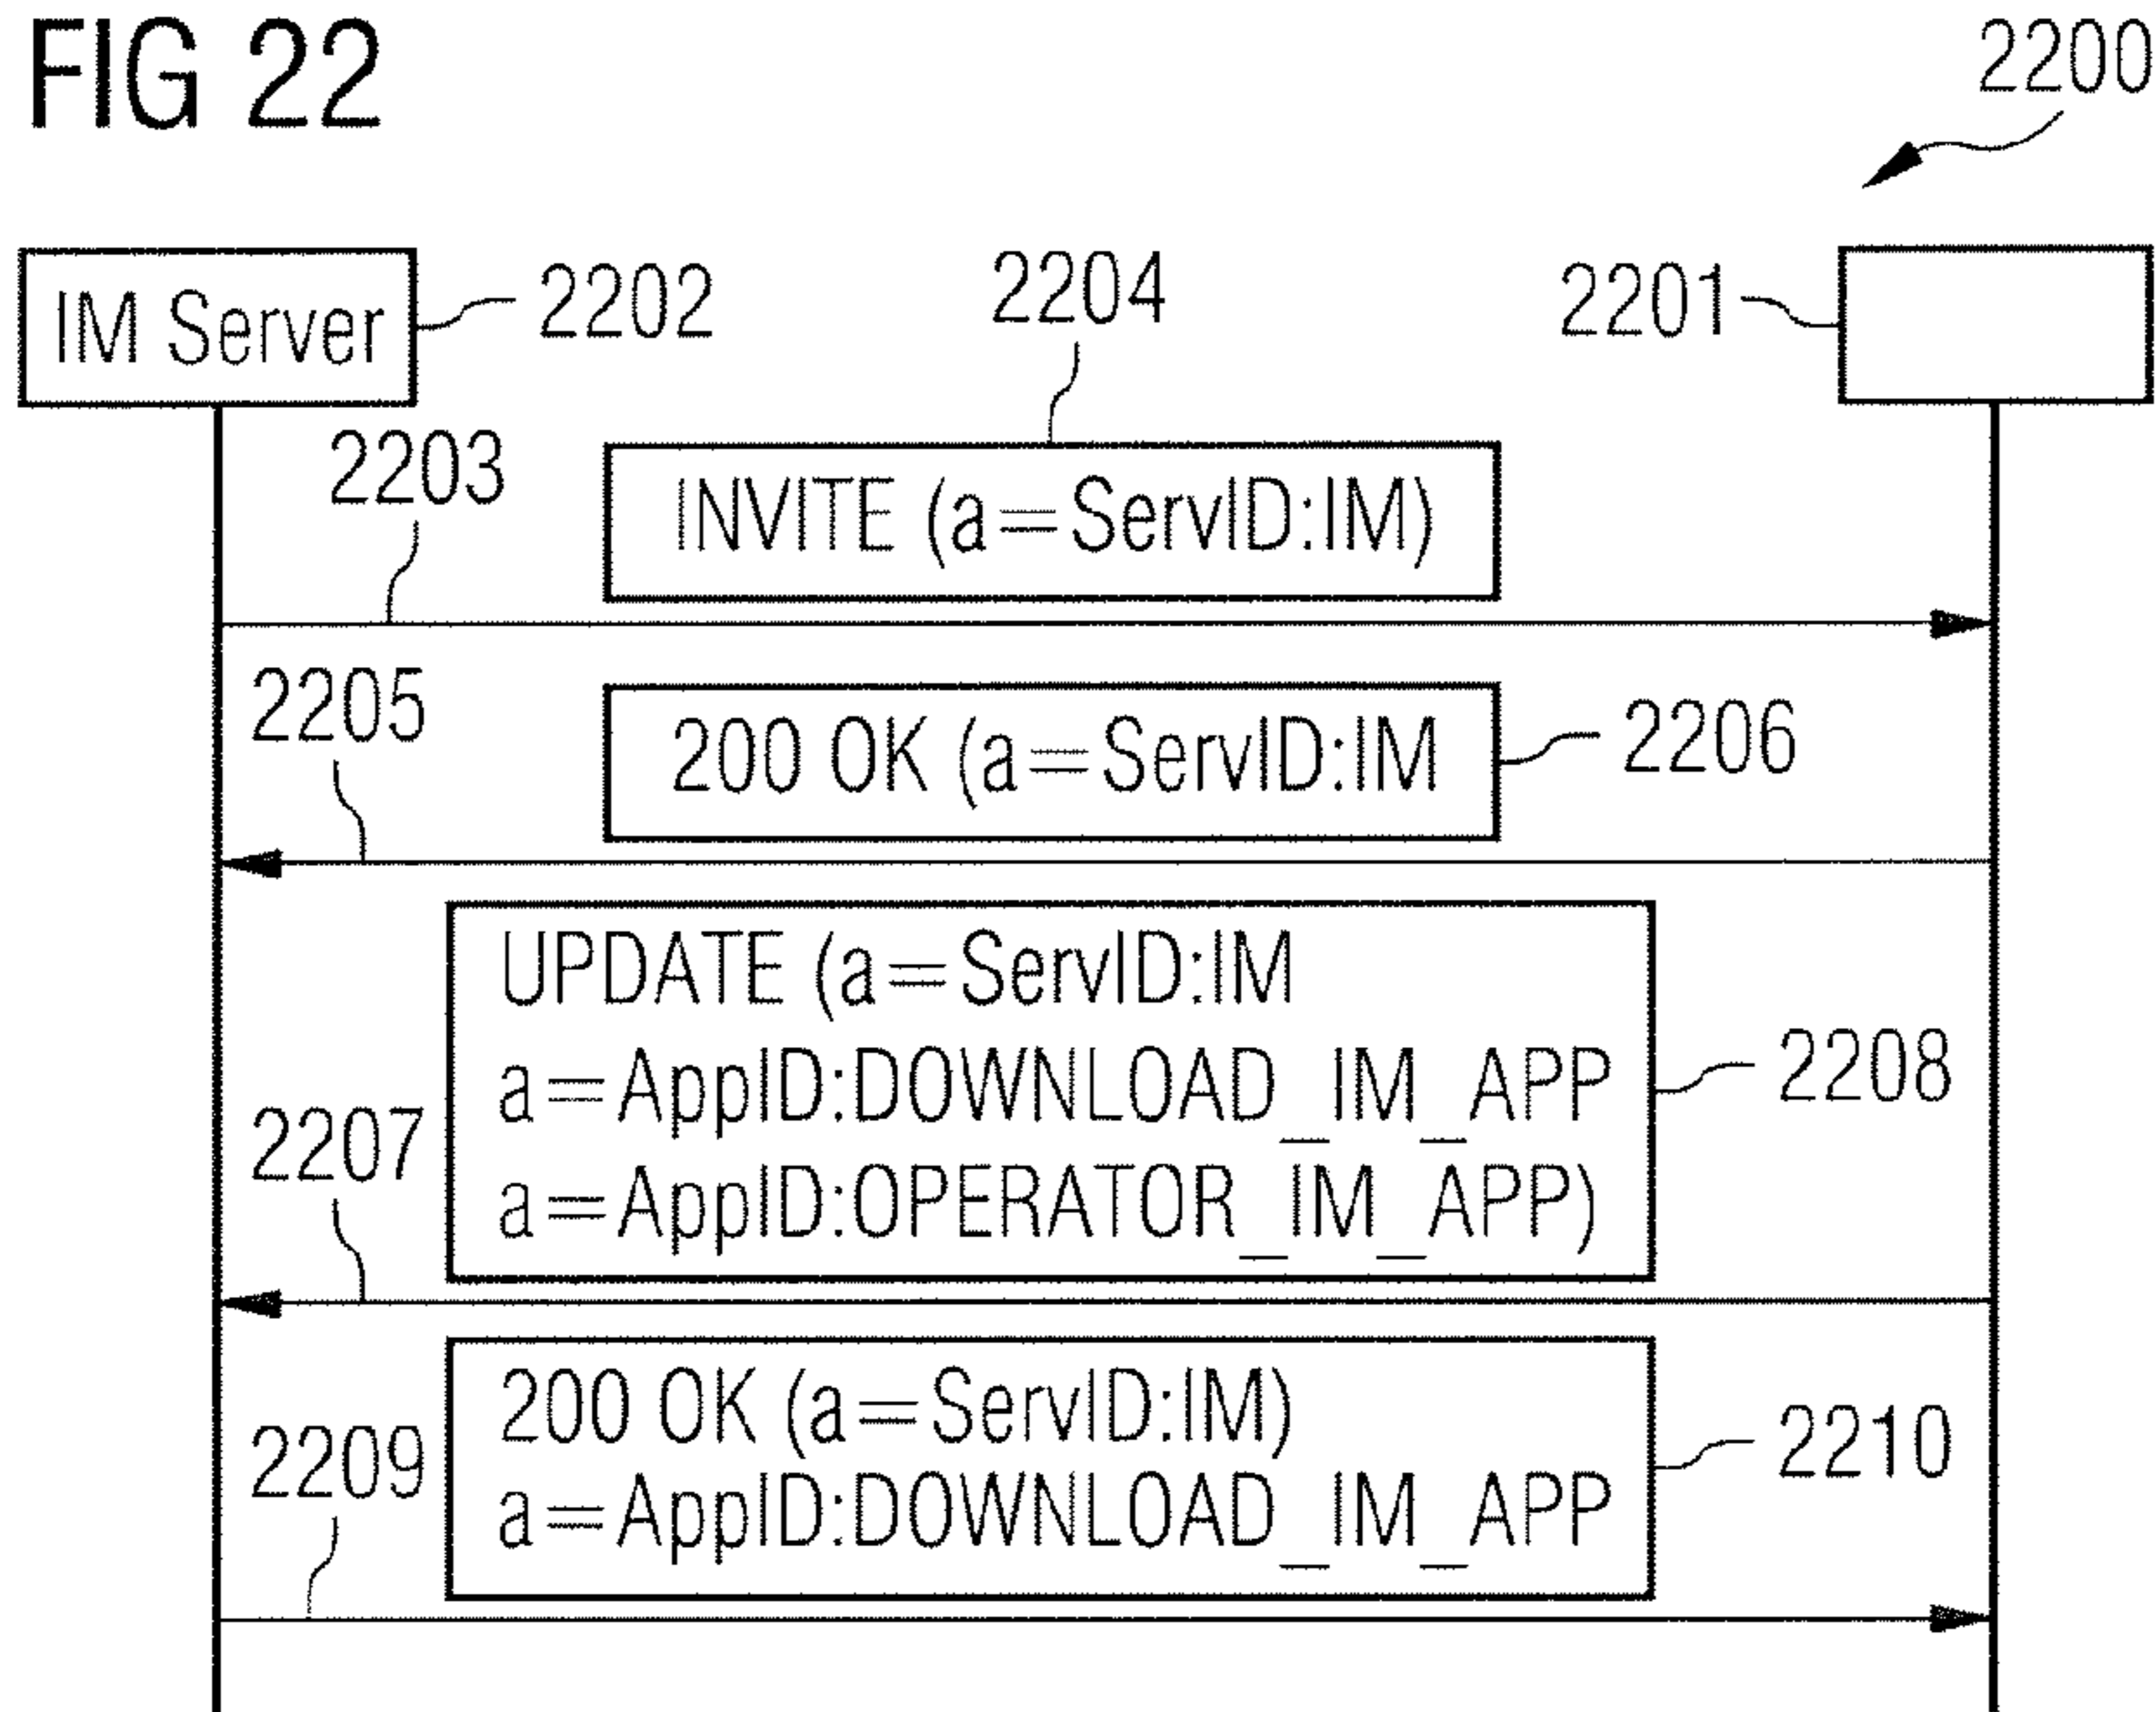 FIG 22
2200
IM Server
2202
2204
2201
2203
INVITE (a=ServID:IM)
2205
200 OK (a=ServID:IM
2206
UPDATE (a=ServID:IM
a=AppID:DOWNLOAD_IM_APP
a=AppID:OPERATOR_IM_APP)
2208
2207
200 OK (a=ServID:IM)
a=AppID:DOWNLOAD_IM_APP
2210
2209